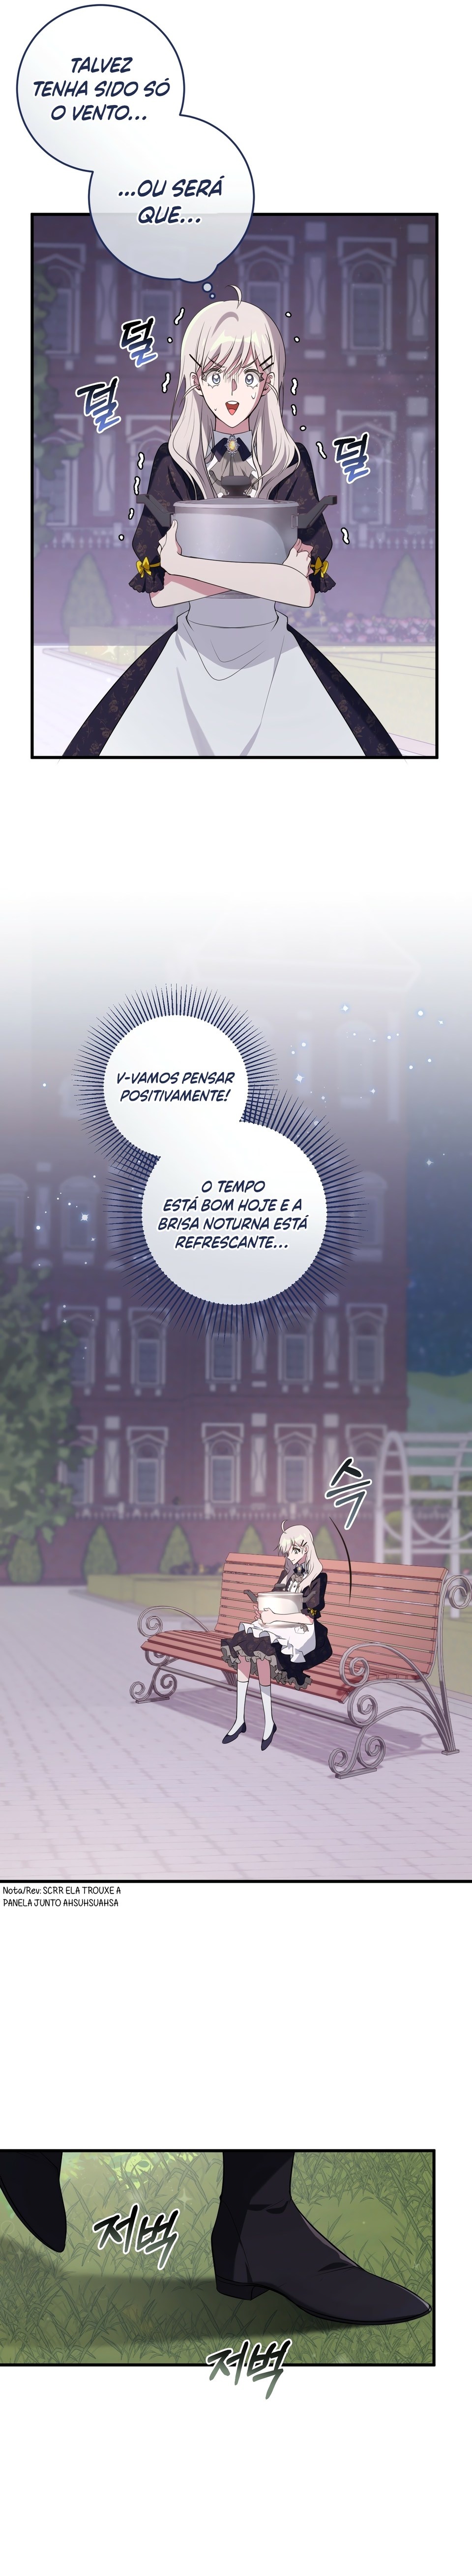 TALVEZ
TENHA SIDO SÓ
O VENTO...
...OU SERÁ
QUE...
덜
덜
덜
V-VAMOS PENSAR
POSITIVAMENTE!
O TEMPO
ESTÁ BOM HOJE E A
BRISA NOTURNA ESTÁ
REFRESCANTE...
슥
Nota/Rev: SCRR ELA TROUXE A
PANELA JUNTO AHSUHSUAHSA
저벅
저벅